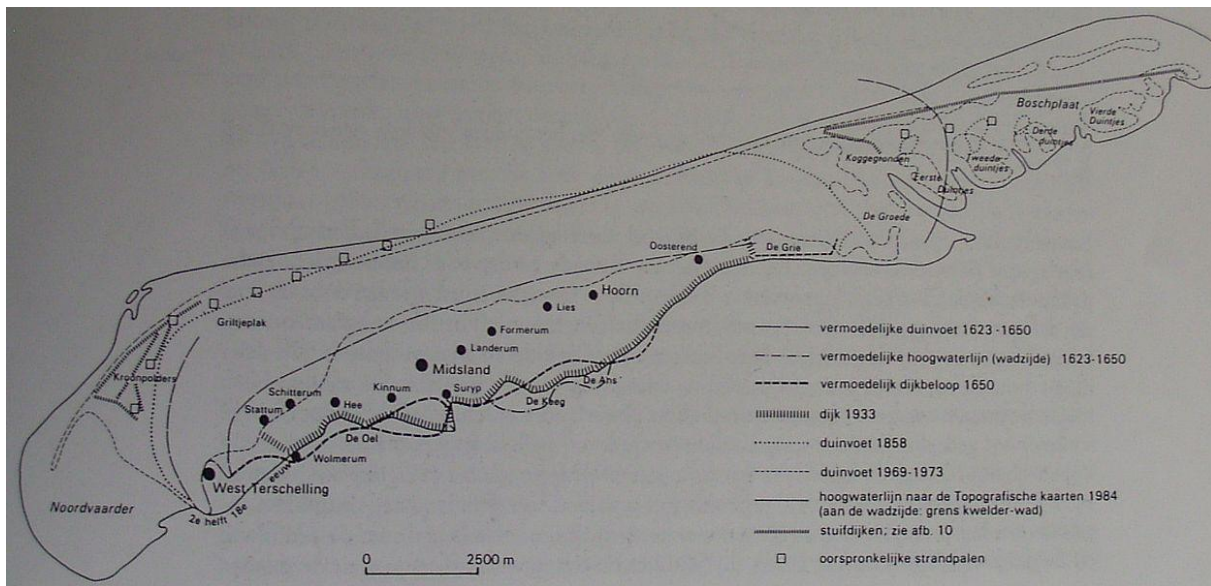 Boschplaat
Vierde
Duintjes
Derde
duintjes
Tweede
duintjes
Koggegronden
Eerste
Duintjes
De Groede
De Grie
Oosterend
Hoorn
Lies
Formerum
Landerum
Midsland
Griltjeplak
Kroonpolders
Schitterum
Stattum
Hee
Kinnum
Suryp
De Ans
De Keeg
De Oel
Wolmerum
West-Terschelling
2e helft 18e eeuw
Noordvaarder
0 2500 m
vermoedelijke duinvoet 1623-1650
vermoedelijke hoogwaterlijn (wadzijde) 1623-1650
vermoedelijk dijkbeloop 1650
dijk 1933
duinvoet 1858
duinvoet 1969-1973
hoogwaterlijn naar de Topografische kaarten 1984
(aan de wadzijde: grens kwelder-wad)
stuifdijken; zie afb. 10
oorspronkelijke strandpalen